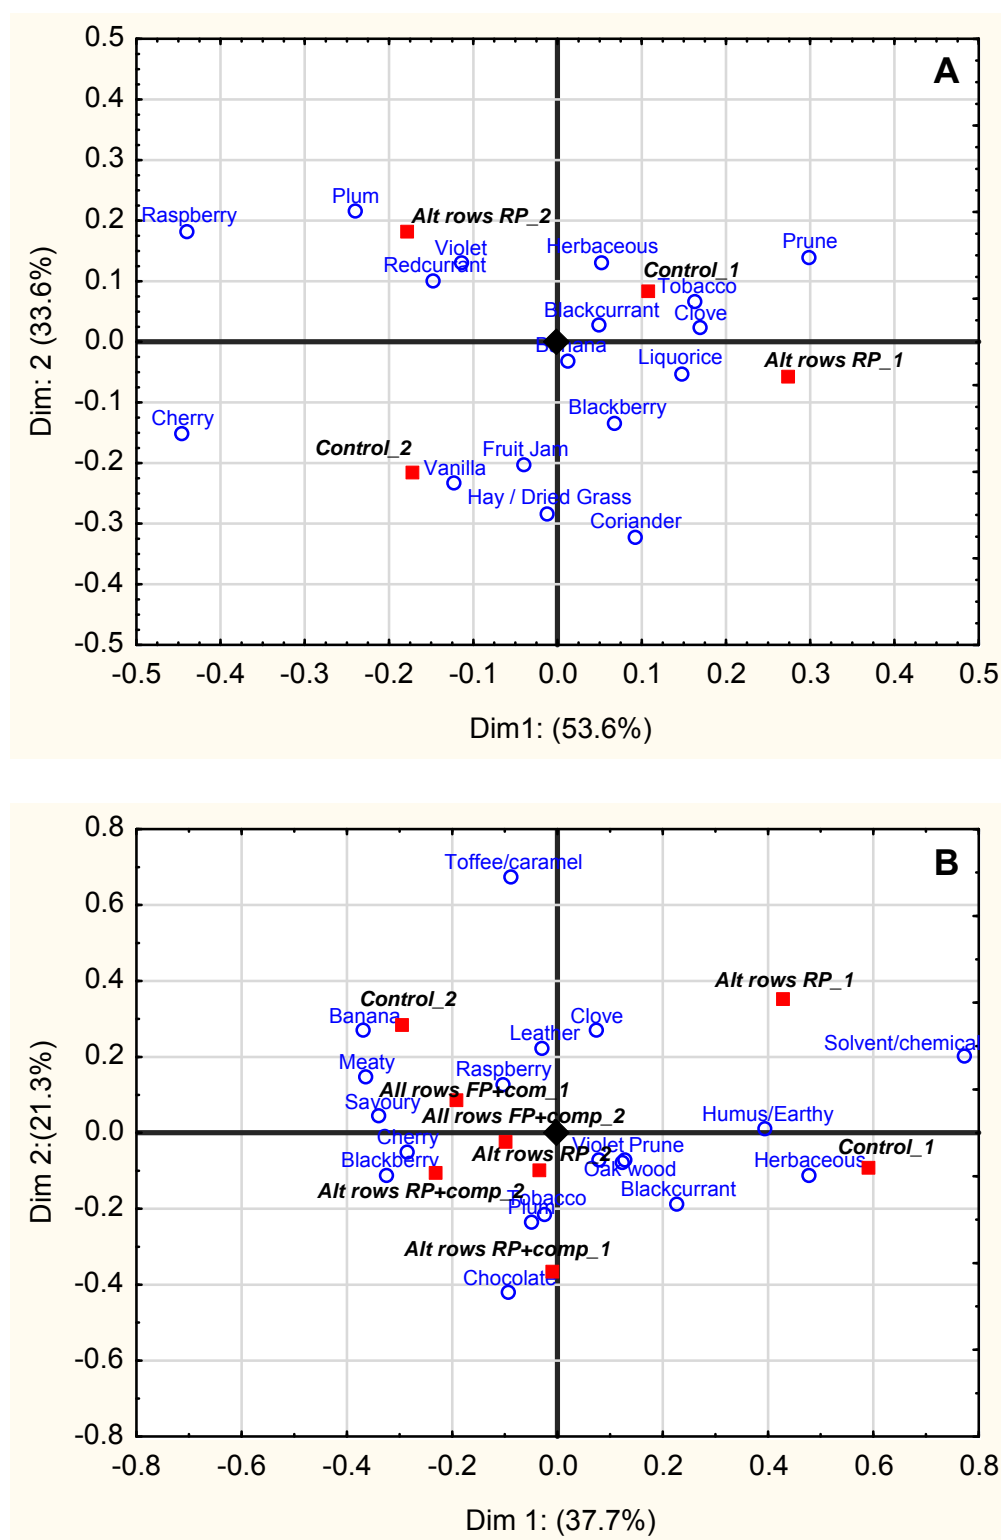 A
0.5
0.4
0.3
0.2
0.1
0.0
-0.1
-0.2
-0.3
-0.4
-0.5
Dim: 2 (33.6%)
Plum
Raspberry
Alt rows RP_2
Violet
Herbaceous
Prune
Redcurrant
Control_1
Tobacco
Blackcurrant
Clove
Banana
Liquorice
Alt rows RP_1
Blackberry
Cherry
Control_2
Fruit Jam
Vanilla
Hay / Dried Grass
Coriander
-0.5 -0.4 -0.3 -0.2 -0.1 0.0 0.1 0.2 0.3 0.4 0.5
Dim1: (53.6%)
B
0.8
0.6
0.4
0.2
0.0
-0.2
-0.4
-0.6
-0.8
Dim 2:(21.3%)
Toffee/caramel
Alt rows RP_1
Control_2
Banana
Clove
Leather
Solvent/chemica
Meaty
Raspberry
All rows FP+com_1
Savoury
All rows FP+comp_2
Humus/Earthy
Cherry
Violet Prune
Control_1
Alt rows RP_2
Blackberry
Oak wood
Herbaceous
Alt rows RP+comp_2
Blackcurrant
Tobacco
Plum
Alt rows RP+comp_1
Chocolate
-0.8 -0.6 -0.4 -0.2 0.0 0.2 0.4 0.6 0.8
Dim 1: (37.7%)